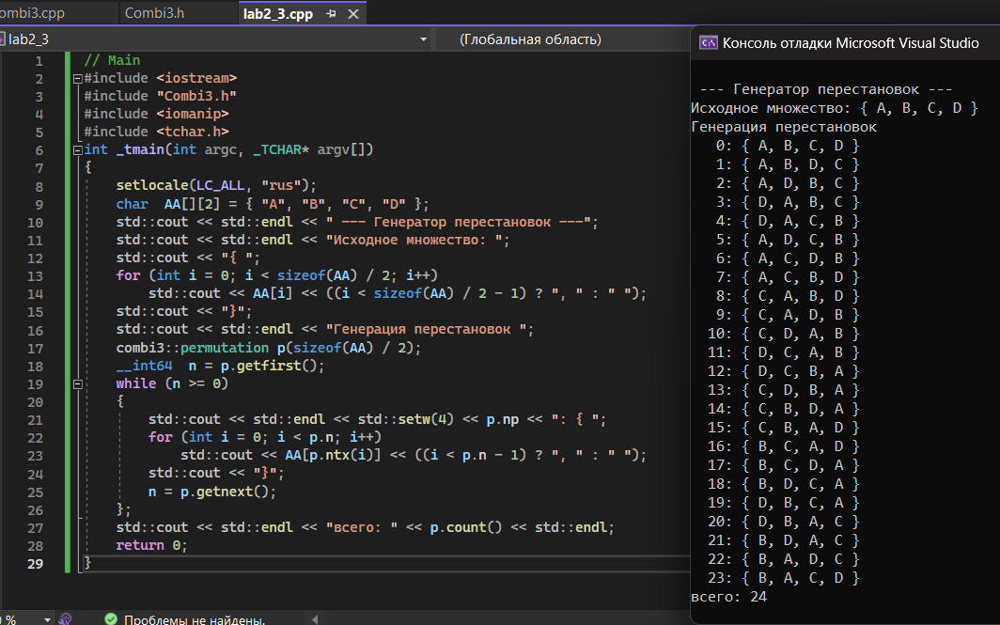 ombi3.cpp
Combi3.h
lab2_3.cpp
lab2_3
(Глобальная область)
1 // Main
2 #include <iostream>
3 #include "Combi3.h"
4 #include <iomanip>
5 #include <tchar.h>
6 int _tmain(int argc, _TCHAR* argv[])
7 {
8 setlocale(LC_ALL, "rus");
9 char  AA[][2] = { "A", "B", "C", "D" };
10 std::cout << std::endl << " --- Генератор перестановок ---";
11 std::cout << std::endl << "Исходное множество: ";
12 std::cout << "{ ";
13 for (int i = 0; i < sizeof(AA) / 2; i++)
14 std::cout << AA[i] << ((i < sizeof(AA) / 2 - 1) ? ", " : " ");
15 std::cout << "}";
16 std::cout << std::endl << "Генерация перестановок ";
17 combi3::permutation p(sizeof(AA) / 2);
18 __int64  n = p.getfirst();
19 while (n >= 0)
20 {
21 std::cout << std::endl << std::setw(4) << p.np << ": { ";
22 for (int i = 0; i < p.n; i++)
23 std::cout << AA[p.ntx(i)] << ((i < p.n - 1) ? ", " : " ");
24 std::cout << "}";
25 n = p.getnext();
26 };
27 std::cout << std::endl << "всего: " << p.count() << std::endl;
28 return 0;
29 }
0 %
Проблемы не найдены.
Консоль отладки Microsoft Visual Studio
--- Генератор перестановок ---
Исходное множество: { A, B, C, D }
Генерация перестановок
0: { A, B, C, D }
1: { A, B, D, C }
2: { A, D, B, C }
3: { D, A, B, C }
4: { D, A, C, B }
5: { A, D, C, B }
6: { A, C, D, B }
7: { A, C, B, D }
8: { C, A, B, D }
9: { C, A, D, B }
10: { C, D, A, B }
11: { D, C, A, B }
12: { D, C, B, A }
13: { C, D, B, A }
14: { C, B, D, A }
15: { C, B, A, D }
16: { B, C, A, D }
17: { B, C, D, A }
18: { B, D, C, A }
19: { D, B, C, A }
20: { D, B, A, C }
21: { B, D, A, C }
22: { B, A, D, C }
23: { B, A, C, D }
всего: 24